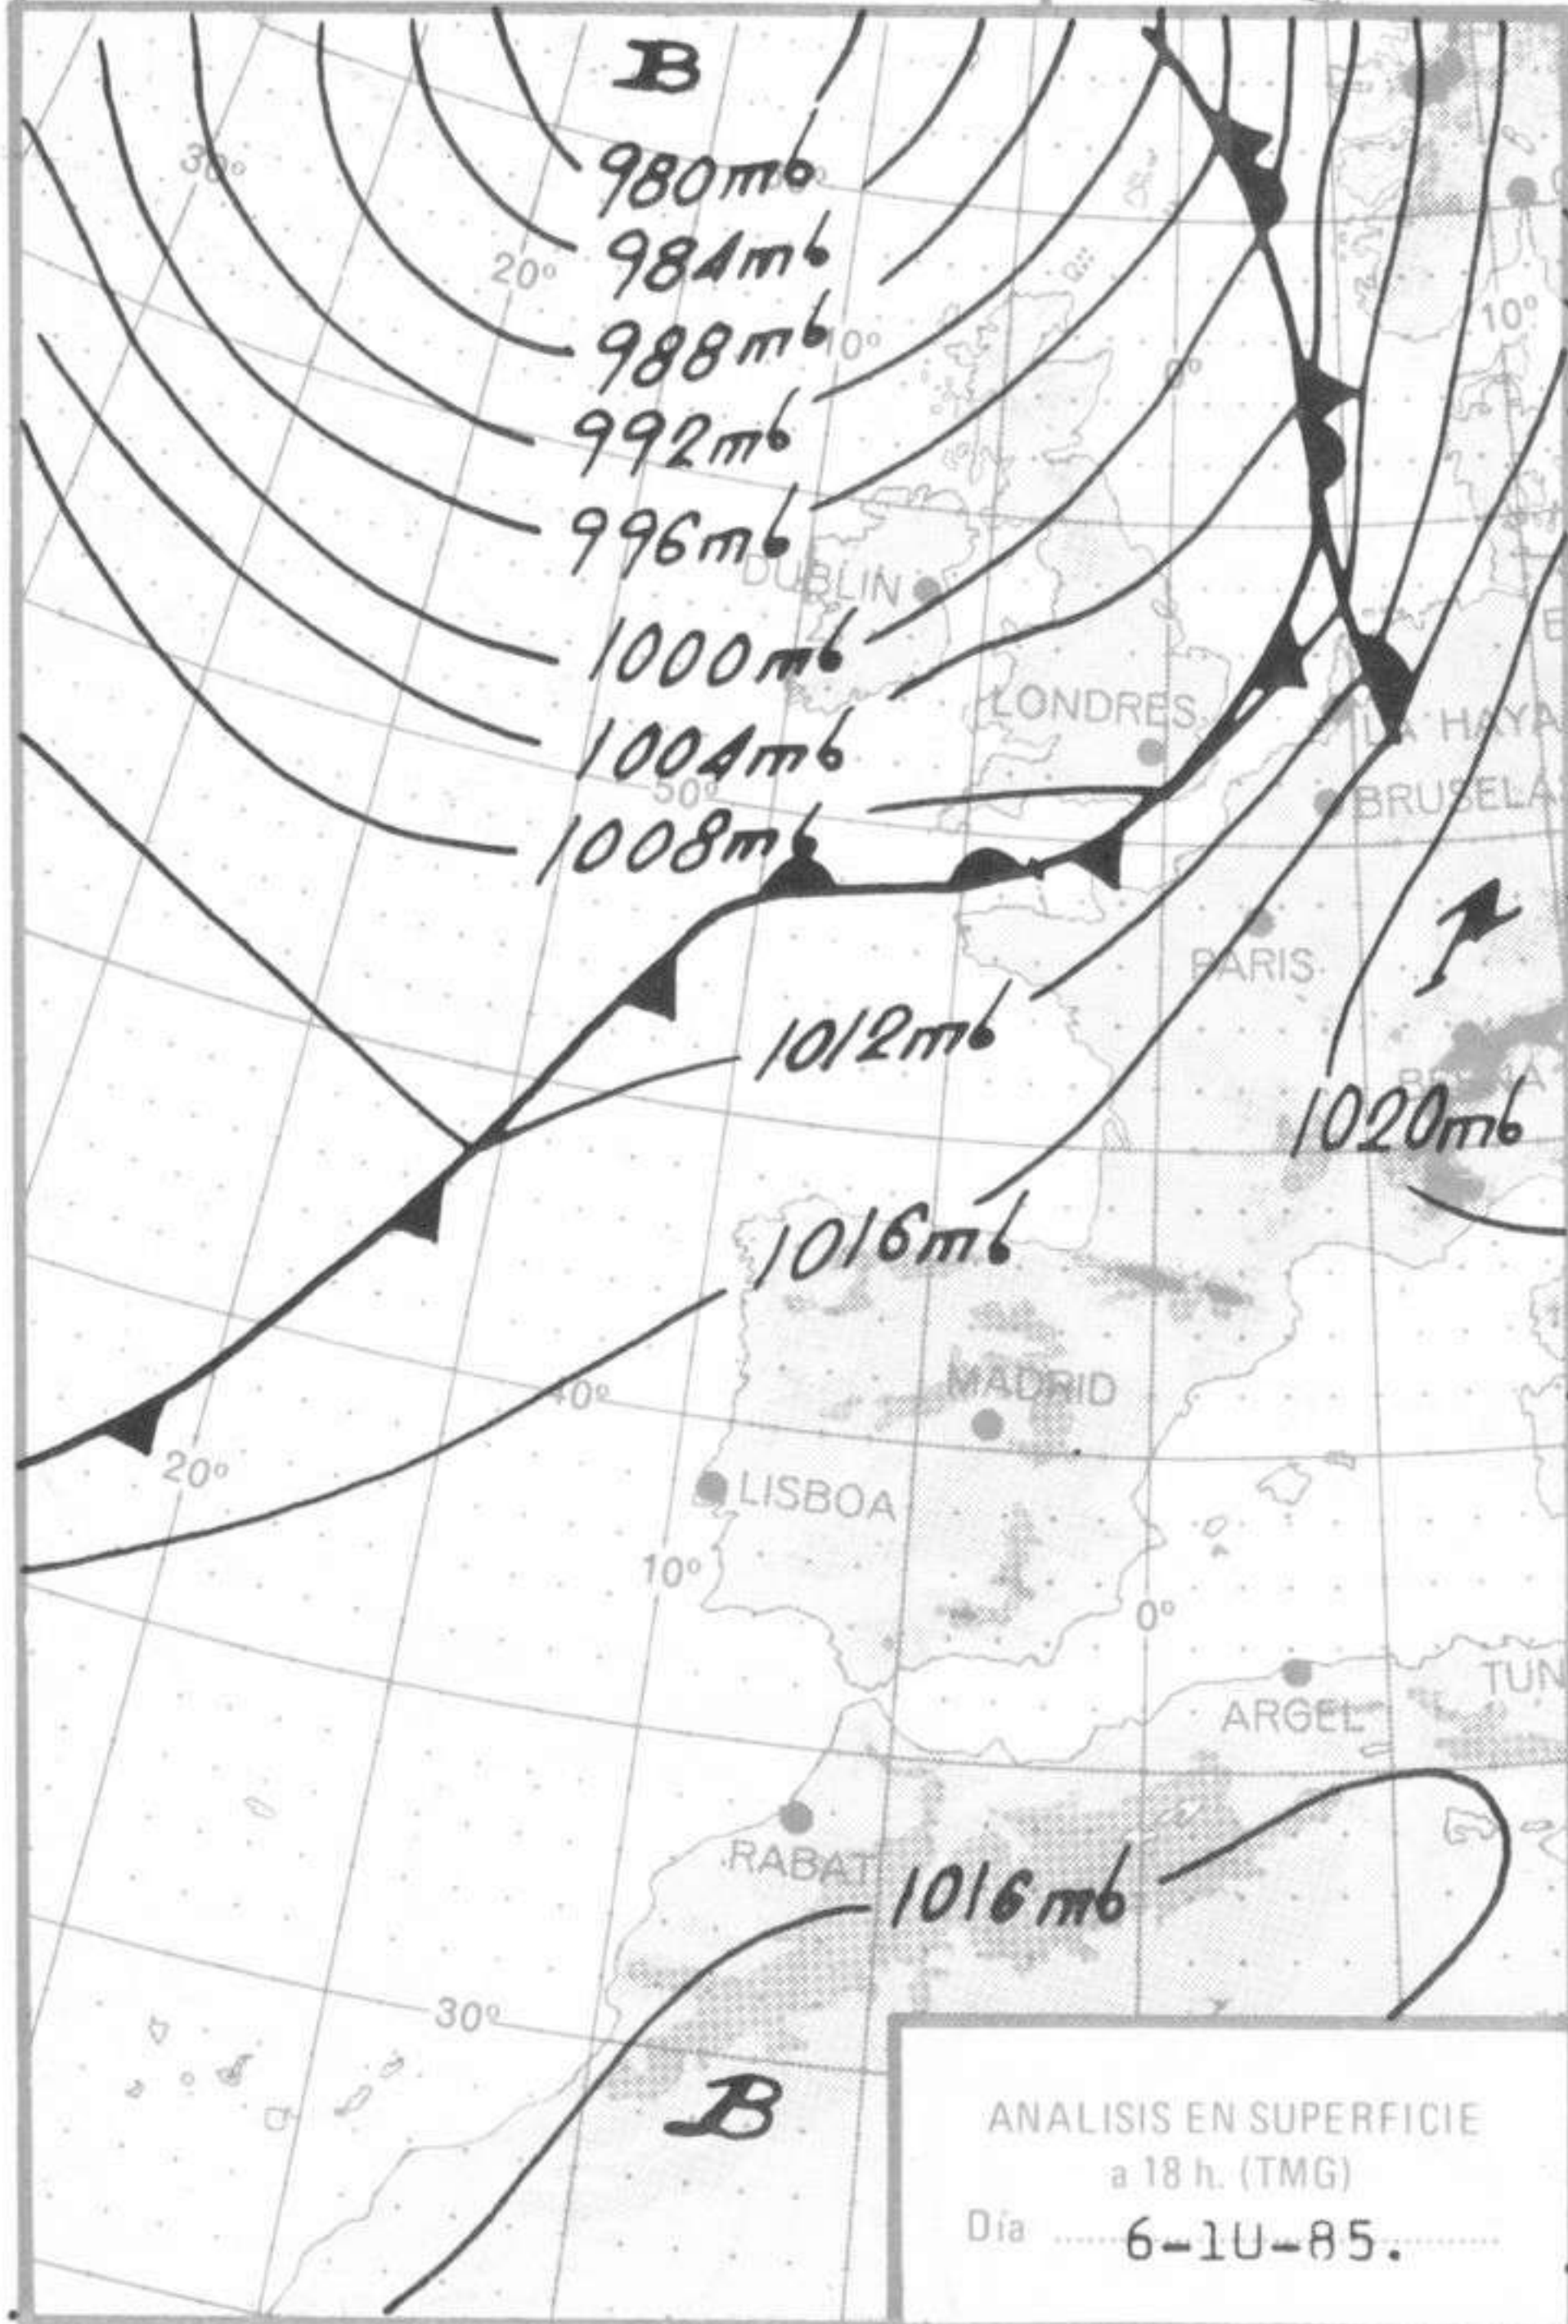 B
30°
980mb
984mb
20°
988mb
10°
10°
0°
992mb
996mb
DUBLIN
1000mb
LONDRES
LA HAYA
1004mb
50°
BRUSELA
1008mb
PARIS
1012mb
1020mb
1016mb
MADRID
40°
20°
LISBOA
10°
0°
TUN
ARGEL
RABAT
1016mb
30°
B
ANALISIS EN SUPERFICIE
a 18 h. (TMG)
Día 6-1U-85.